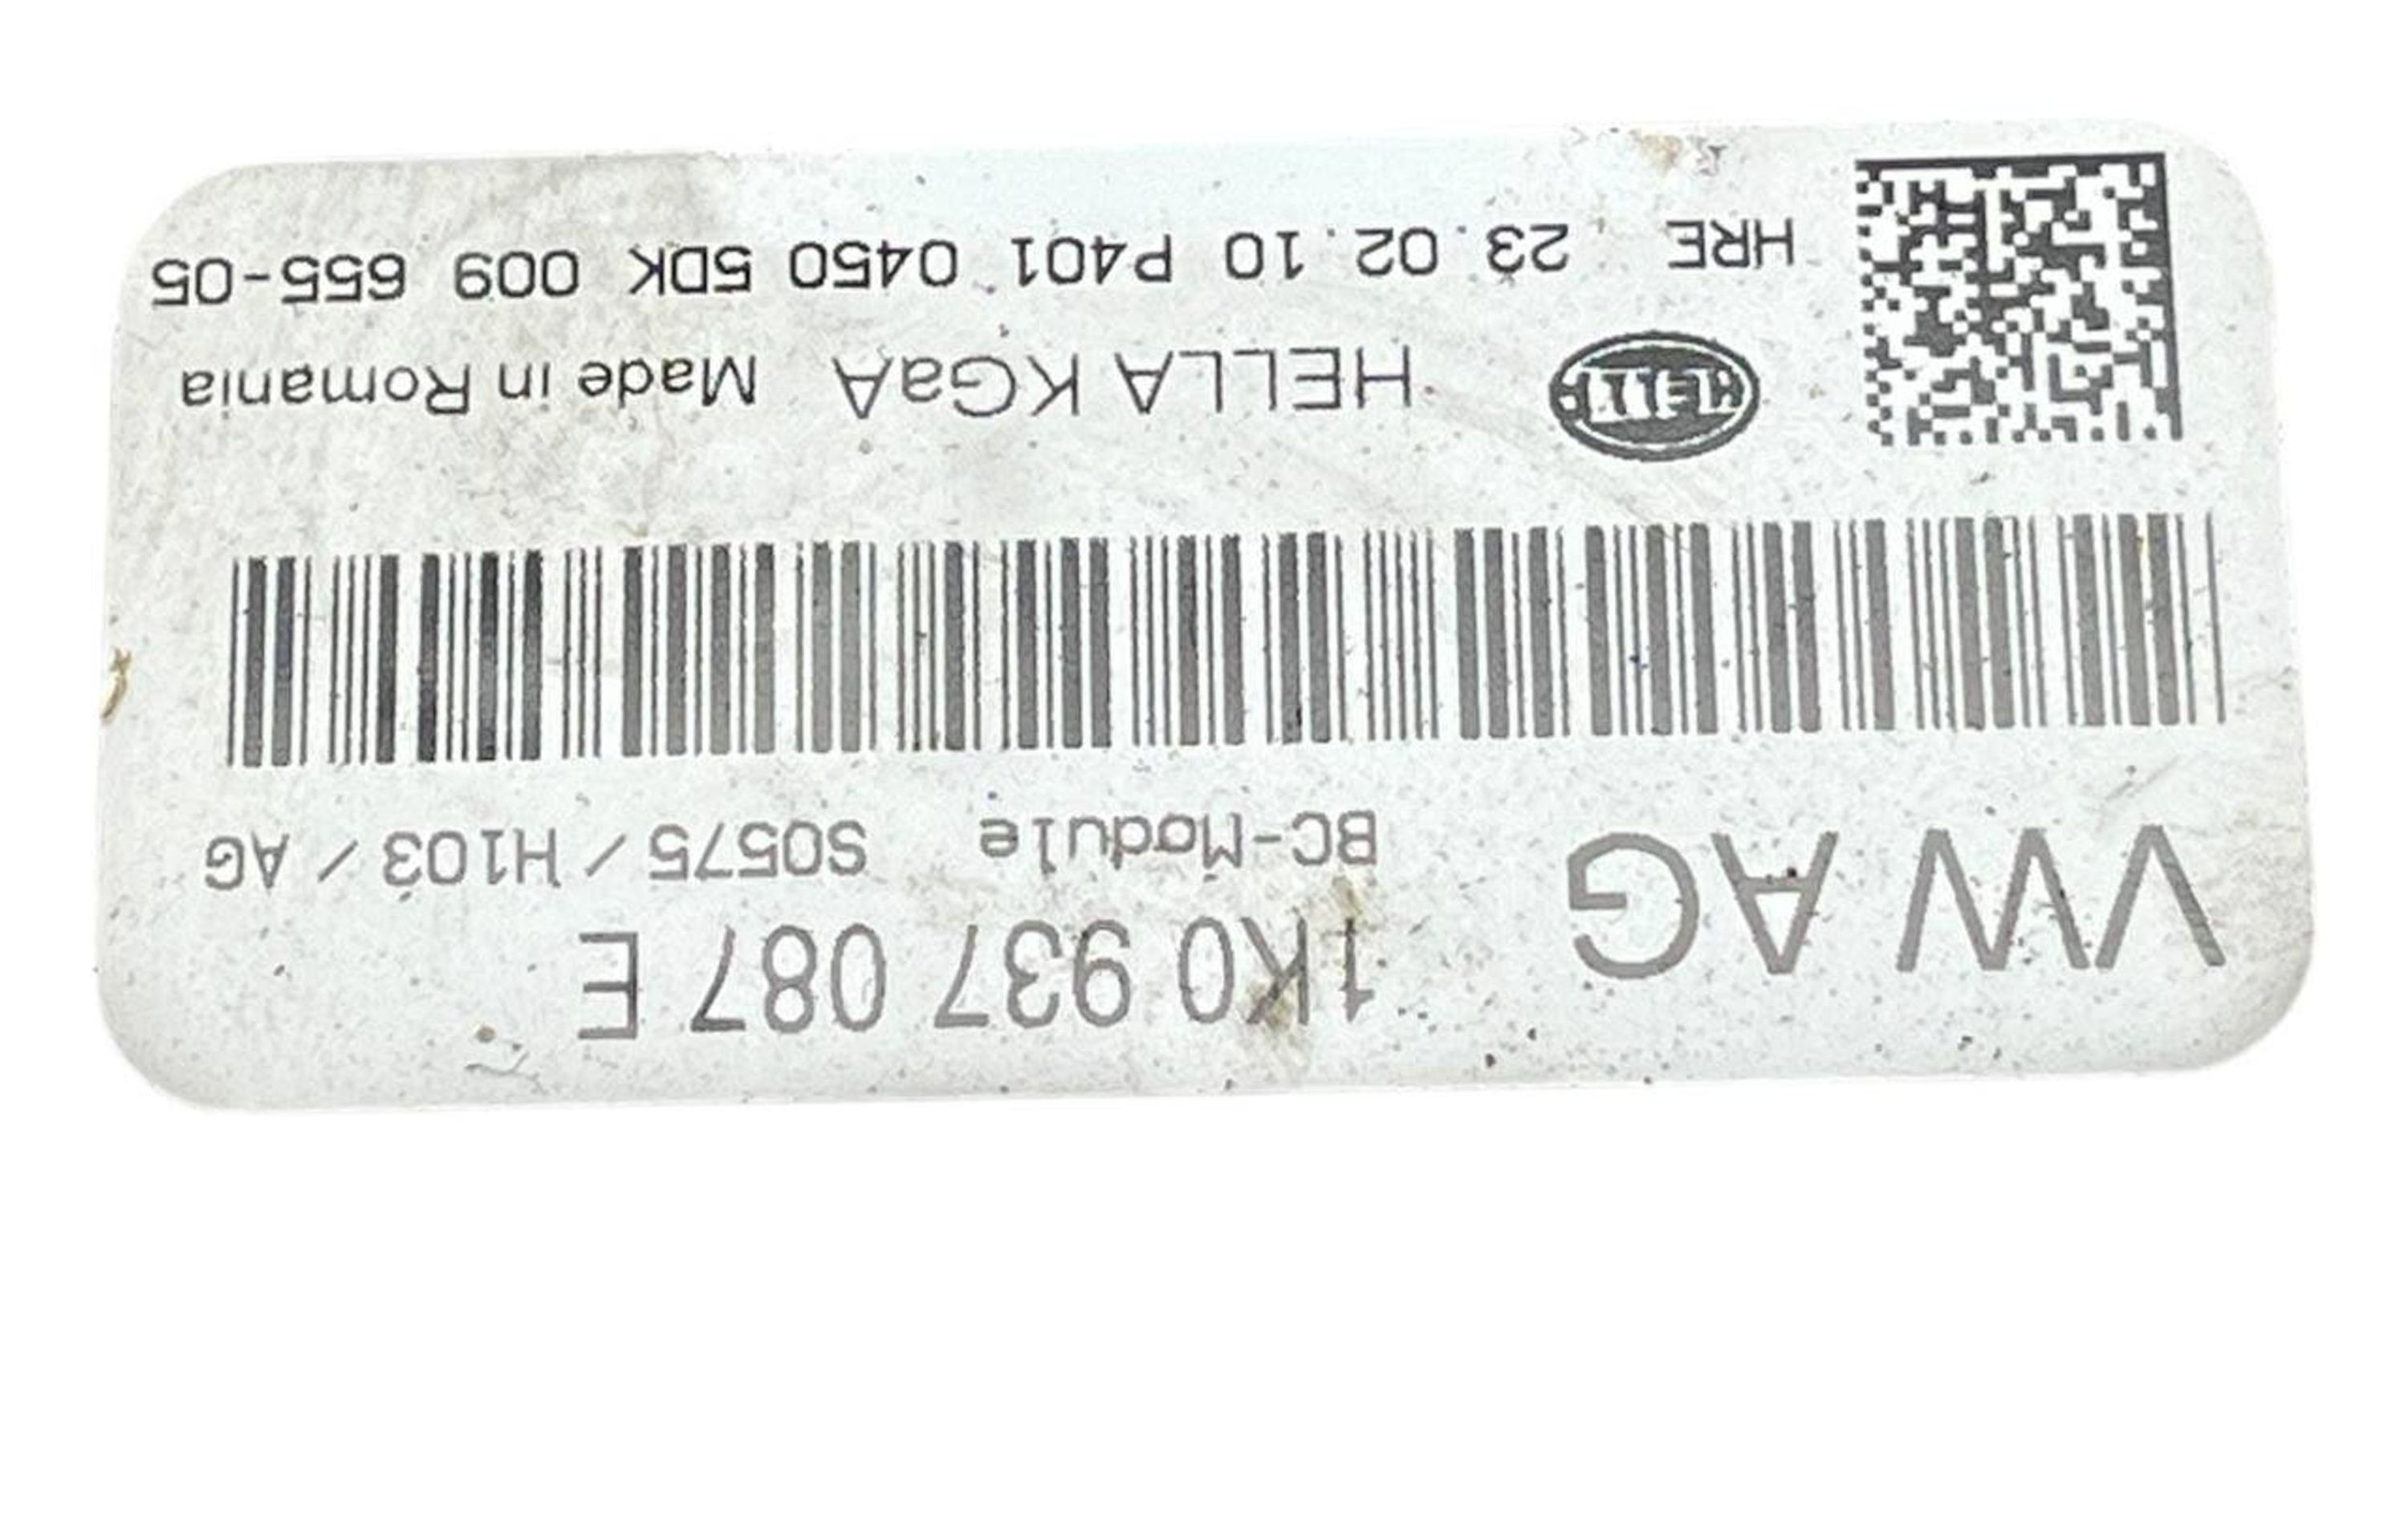 VW AG 1K0 937 087 E
BC-Module S0575 / H103 / AG
HELLA HELLA KGaA Made in Romania
HRE 23.02.10 P401 0450 5DK 009 655-05